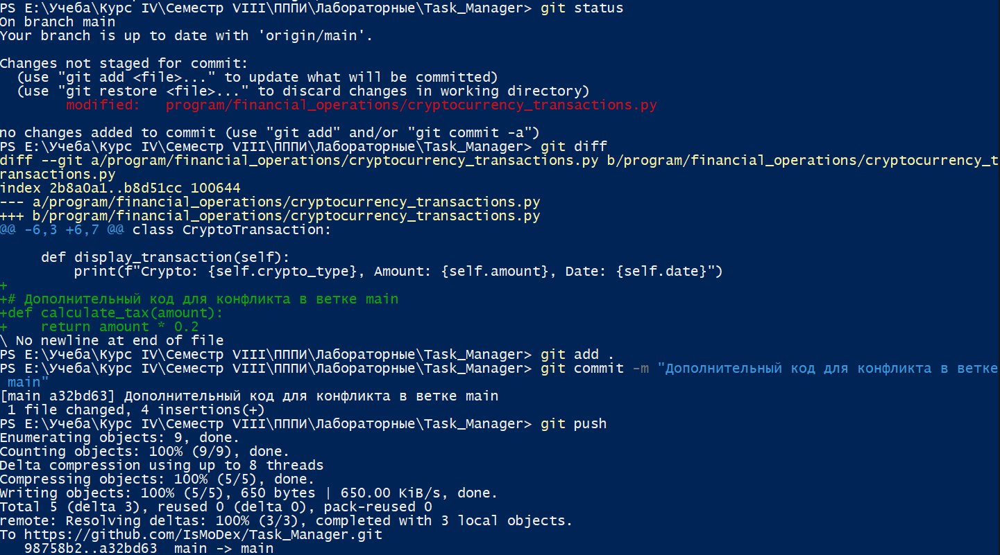 PS E:\Учеба\Курс IV\Семестр VIII\ПППИ\Лабораторные\Task_Manager> git status
On branch main
Your branch is up to date with 'origin/main'.
Changes not staged for commit:
  (use "git add <file>..." to update what will be committed)
  (use "git restore <file>..." to discard changes in working directory)
        modified:   program/financial_operations/cryptocurrency_transactions.py
no changes added to commit (use "git add" and/or "git commit -a")
PS E:\Учеба\Курс IV\Семестр VIII\ПППИ\Лабораторные\Task_Manager> git diff
diff --git a/program/financial_operations/cryptocurrency_transactions.py b/program/financial_operations/cryptocurrency_t
ransactions.py
index 2b8a0a1..b8d51cc 100644
--- a/program/financial_operations/cryptocurrency_transactions.py
+++ b/program/financial_operations/cryptocurrency_transactions.py
@@ -6,3 +6,7 @@ class CryptoTransaction:
     def display_transaction(self):
         print(f"Crypto: {self.crypto_type}, Amount: {self.amount}, Date: {self.date}")
+
+# Дополнительный код для конфликта в ветке main
+def calculate_tax(amount):
+    return amount * 0.2
\ No newline at end of file
PS E:\Учеба\Курс IV\Семестр VIII\ПППИ\Лабораторные\Task_Manager> git add .
PS E:\Учеба\Курс IV\Семестр VIII\ПППИ\Лабораторные\Task_Manager> git commit -m "Дополнительный код для конфликта в ветке
 main"
[main a32bd63] Дополнительный код для конфликта в ветке main
 1 file changed, 4 insertions(+)
PS E:\Учеба\Курс IV\Семестр VIII\ПППИ\Лабораторные\Task_Manager> git push
Enumerating objects: 9, done.
Counting objects: 100% (9/9), done.
Delta compression using up to 8 threads
Compressing objects: 100% (5/5), done.
Writing objects: 100% (5/5), 650 bytes | 650.00 KiB/s, done.
Total 5 (delta 3), reused 0 (delta 0), pack-reused 0
remote: Resolving deltas: 100% (3/3), completed with 3 local objects.
To https://github.com/IsMoDex/Task_Manager.git
   98758b2..a32bd63  main -> main